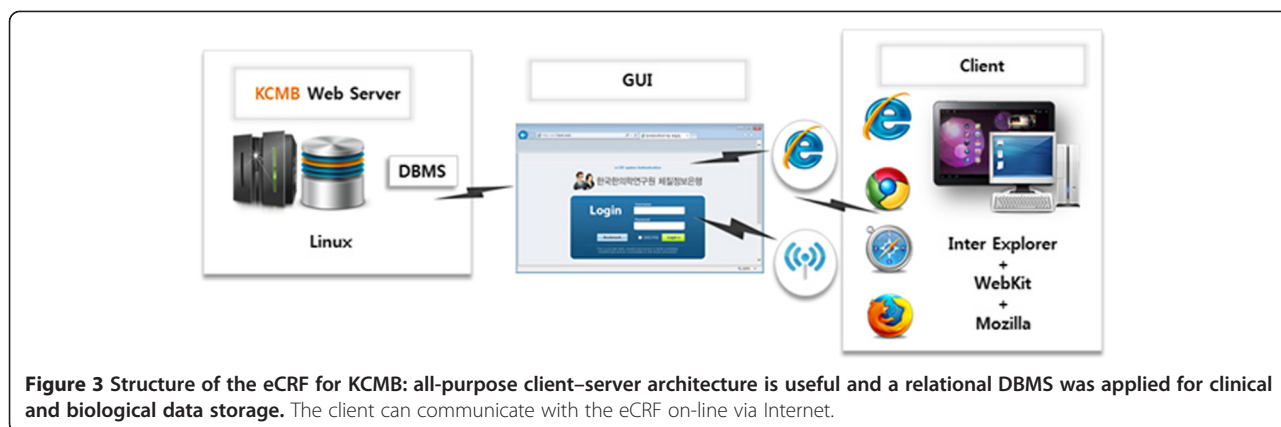 KCMB Web Server
DBMS
Linux
GUI
한국한의학연구원 체질정보은행
Login
Client
Inter Explorer
+
WebKit
+
Mozilla
Figure 3 Structure of the eCRF for KCMB: all-purpose client–server architecture is useful and a relational DBMS was applied for clinical
and biological data storage. The client can communicate with the eCRF on-line via Internet.